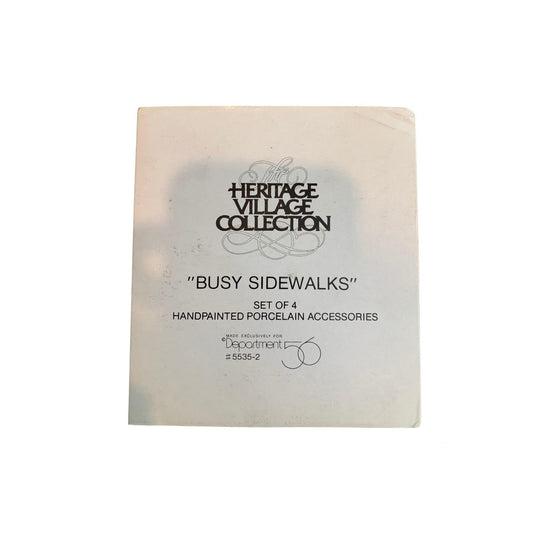 The
HERITAGE
VILLAGE
COLLECTION
"BUSY SIDEWALKS"
SET OF 4
HANDPAINTED PORCELAIN ACCESSORIES
MADE EXCLUSIVELY FOR
©Department 56
#5535-2